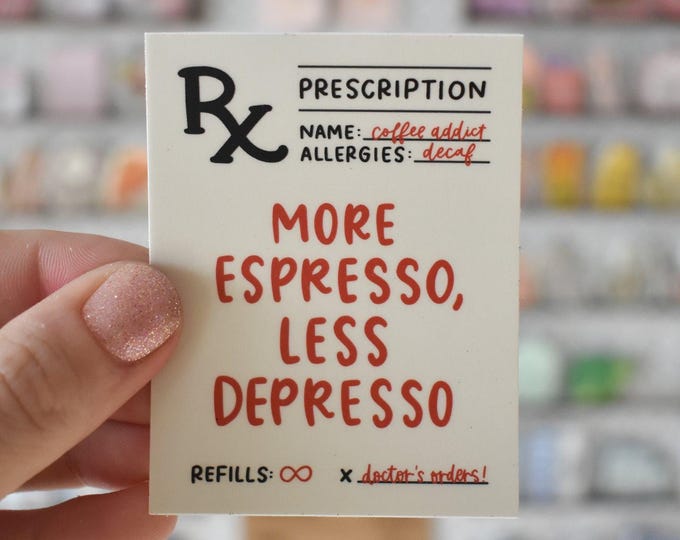 Rx
PRESCRIPTION
NAME: coffee addict
ALLERGIES: decaf
MORE
ESPRESSO,
LESS
DEPRESSO
REFILLS: ∞ x doctor's orders!